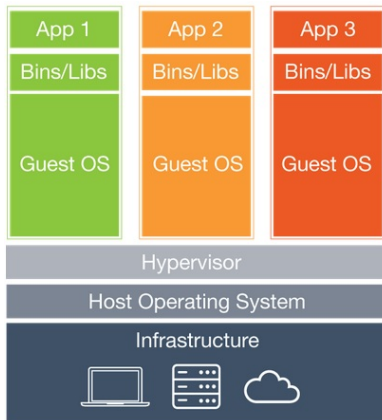 App 1
App 2
App 3
Bins/Libs
Bins/Libs
Bins/Libs
Guest OS
Guest OS
Guest OS
Hypervisor
Host Operating System
Infrastructure